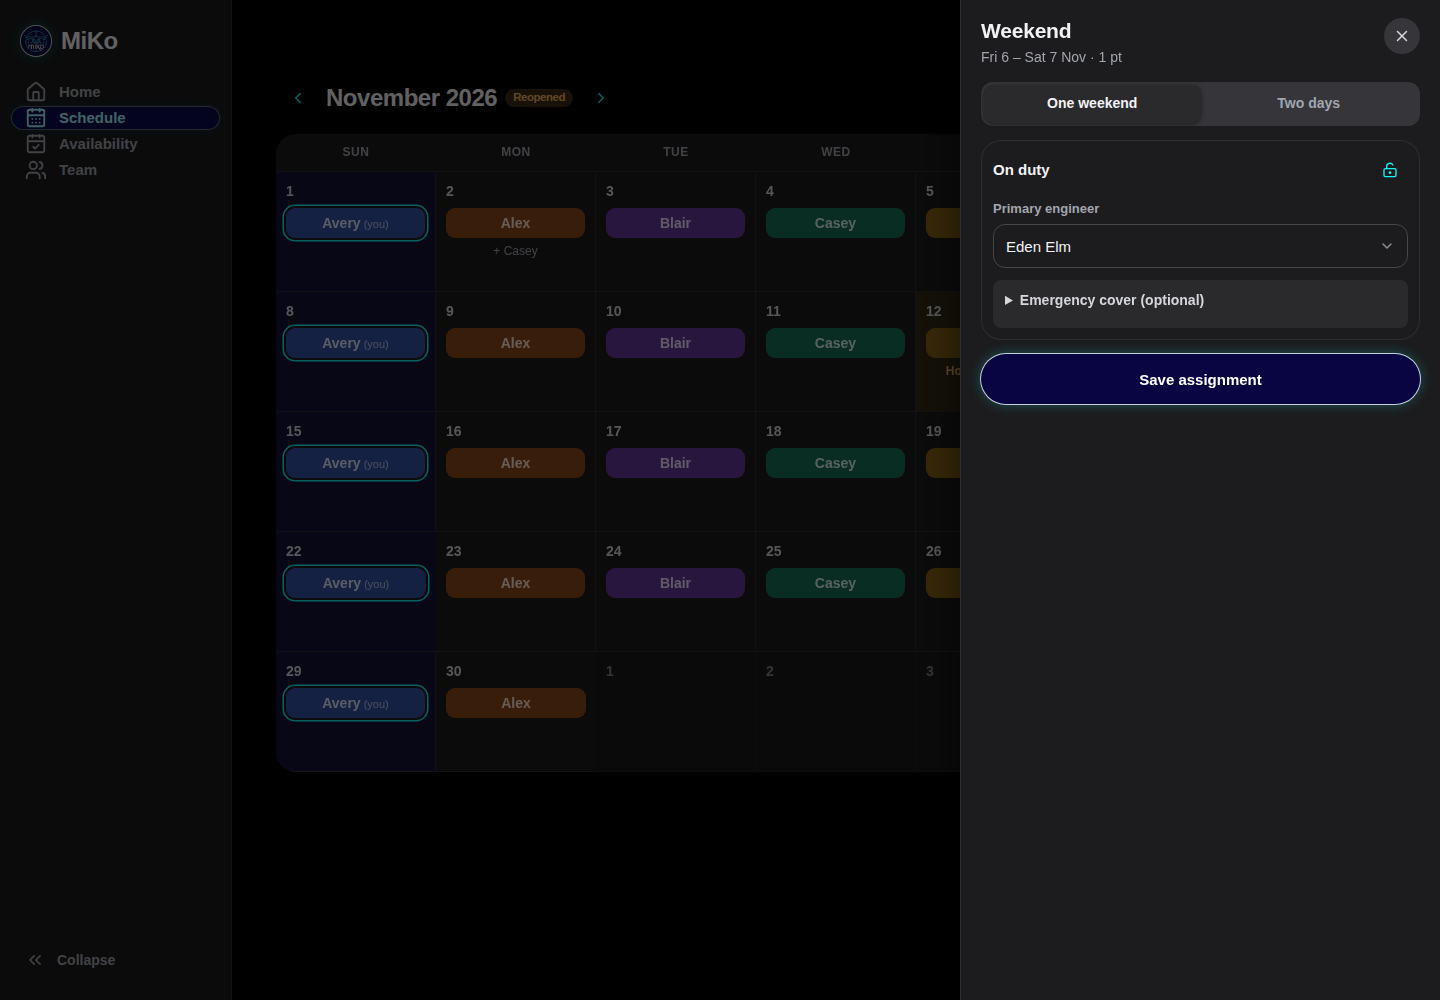 MiKo
Home
Schedule
Availability
Team
Collapse
November 2026 Reopened
SUN MON TUE WED
1 2 3 4 5
Avery (you) Alex Blair Casey
+ Casey
8 9 10 11 12
Avery (you) Alex Blair Casey
Ho
15 16 17 18 19
Avery (you) Alex Blair Casey
22 23 24 25 26
Avery (you) Alex Blair Casey
29 30 1 2 3
Avery (you) Alex
Weekend
Fri 6 – Sat 7 Nov · 1 pt
One weekend Two days
On duty
Primary engineer
Eden Elm
Emergency cover (optional)
Save assignment